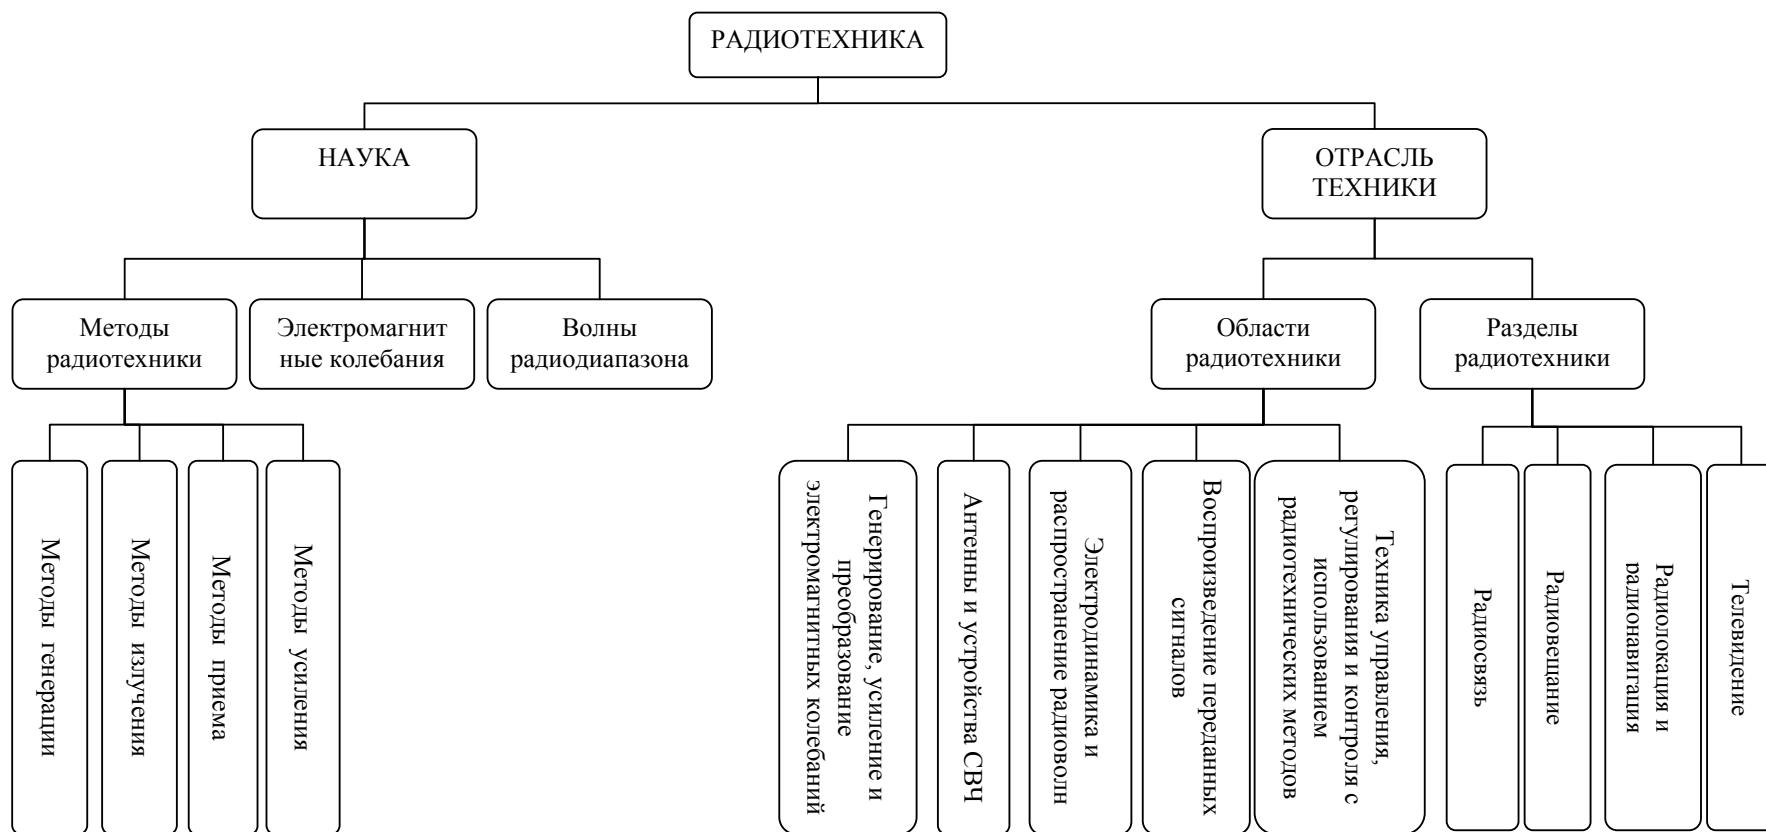 РАДИОТЕХНИКА
НАУКА
ОТРАСЛЬ
ТЕХНИКИ
Методы
радиотехники
Электромагнит
ные колебания
Волны
радиодиапазона
Области
радиотехники
Разделы
радиотехники
Методы генерации
Методы излучения
Методы приема
Методы усиления
Генерирование, усиление и
преобразование
электромагнитных колебаний
Антенны и устройства СВЧ
Электродинамика и
распространение радиоволн
Воспроизведение переданных
сигналов
Техника управления,
регулирования и контроля с
использованием
радиотехнических методов
Радиосвязь
Радиовещание
Радиолокация и
радионавигация
Телевидение